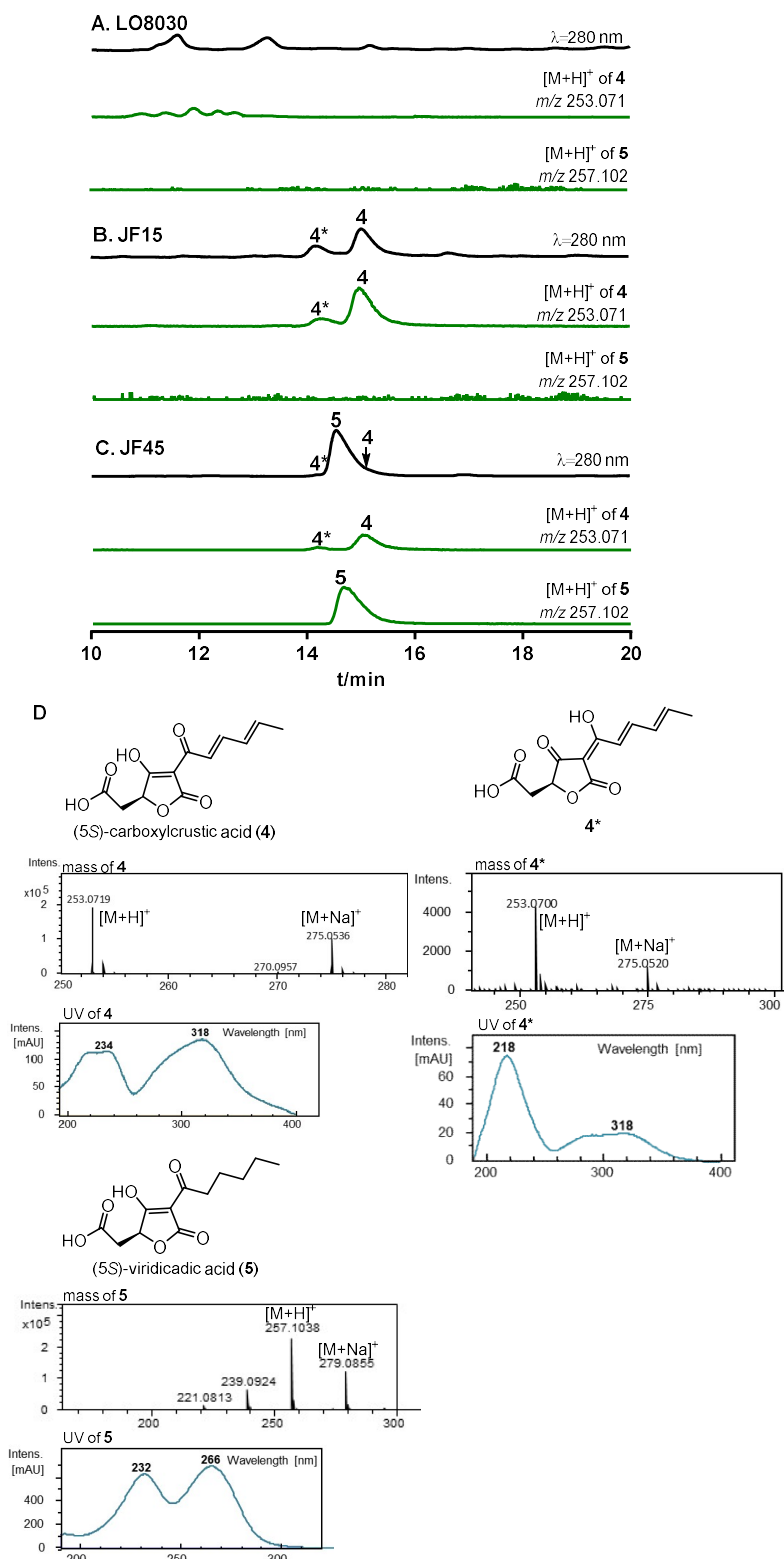 A. LO8030
λ=280 nm
[M+H]⁺ of 4
m/z 253.071
[M+H]⁺ of 5
m/z 257.102
B. JF15
4*
4
λ=280 nm
[M+H]⁺ of 4
m/z 253.071
4*
4
[M+H]⁺ of 5
m/z 257.102
C. JF45
5
4*
4
λ=280 nm
[M+H]⁺ of 4
m/z 253.071
4*
4
[M+H]⁺ of 5
m/z 257.102
5
10 12 14 16 18 20
t/min
D
O
HO
O
HO
O
O
(5S)-carboxylcrustic acid (4)
HO
O
O
HO
O
O
4*
Intens. mass of 4
x10⁵
253.0719
[M+H]⁺
[M+Na]⁺
275.0536
270.0957
2
1
0
250 260 270 280
mass of 4*
Intens.
253.0700
[M+H]⁺
[M+Na]⁺
275.0520
4000
2000
0
250 275 300
UV of 4
Intens.
[mAU]
234
318
Wavelength [nm]
100
50
0
200 300 400
UV of 4*
Intens.
[mAU]
218
318
Wavelength [nm]
60
40
20
0
200 300 400
O
HO
O
HO
O
O
(5S)-viridicadic acid (5)
mass of 5
Intens.
x10⁵
[M+H]⁺
257.1038
[M+Na]⁺
279.0855
239.0924
221.0813
2
1
0
200 250 300
UV of 5
Intens.
[mAU]
232
266
Wavelength [nm]
400
200
0
200 250 300